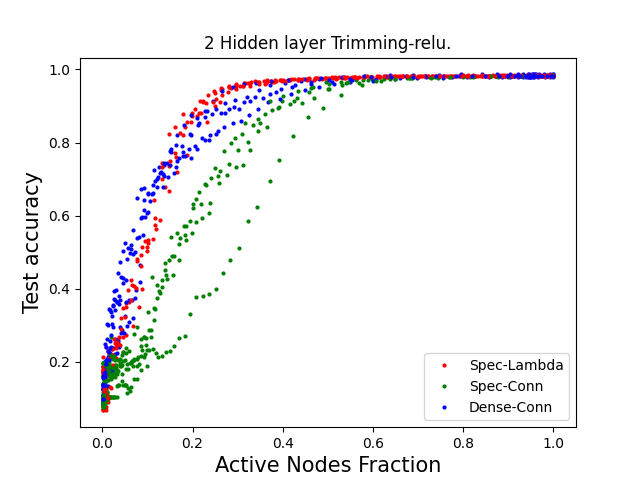 2 Hidden layer Trimming-relu.
Test accuracy
1.0
0.8
0.6
0.4
0.2
0.0 0.2 0.4 0.6 0.8 1.0
Active Nodes Fraction
Spec-Lambda
Spec-Conn
Dense-Conn